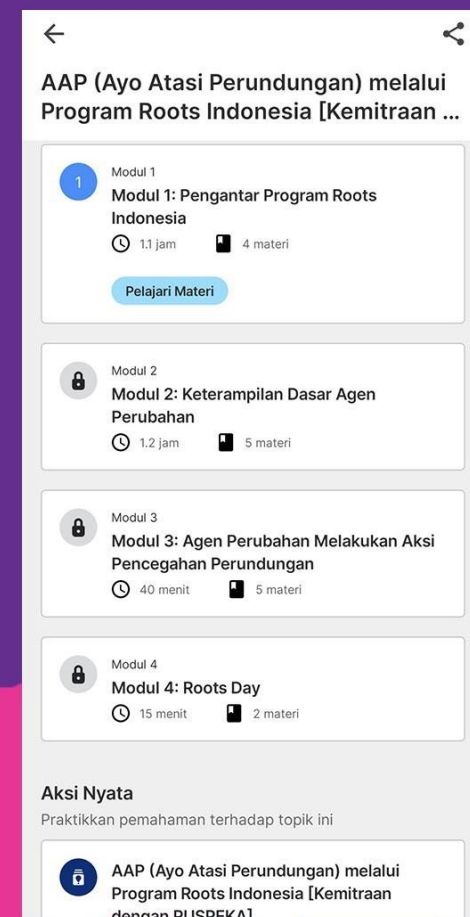 AAP (Ayo Atasi Perundungan) melalui
Program Roots Indonesia [Kemitraan ...
1
Modul 1
Modul 1: Pengantar Program Roots
Indonesia
1.1 jam 4 materi
Pelajari Materi
Modul 2
Modul 2: Keterampilan Dasar Agen
Perubahan
1.2 jam 5 materi
Modul 3
Modul 3: Agen Perubahan Melakukan Aksi
Pencegahan Perundungan
40 menit 5 materi
Modul 4
Modul 4: Roots Day
15 menit 2 materi
Aksi Nyata
Praktikkan pemahaman terhadap topik ini
AAP (Ayo Atasi Perundungan) melalui
Program Roots Indonesia [Kemitraan
dengan PUSPEKA]